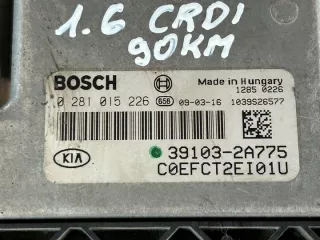 1.6 CRDI
90KM
BOSCH Made in Hungary
1285 0226
0 281 015 226 658 09-03-16 1039S26577
KIA 39103-2A775
C0EFCT2EI01U